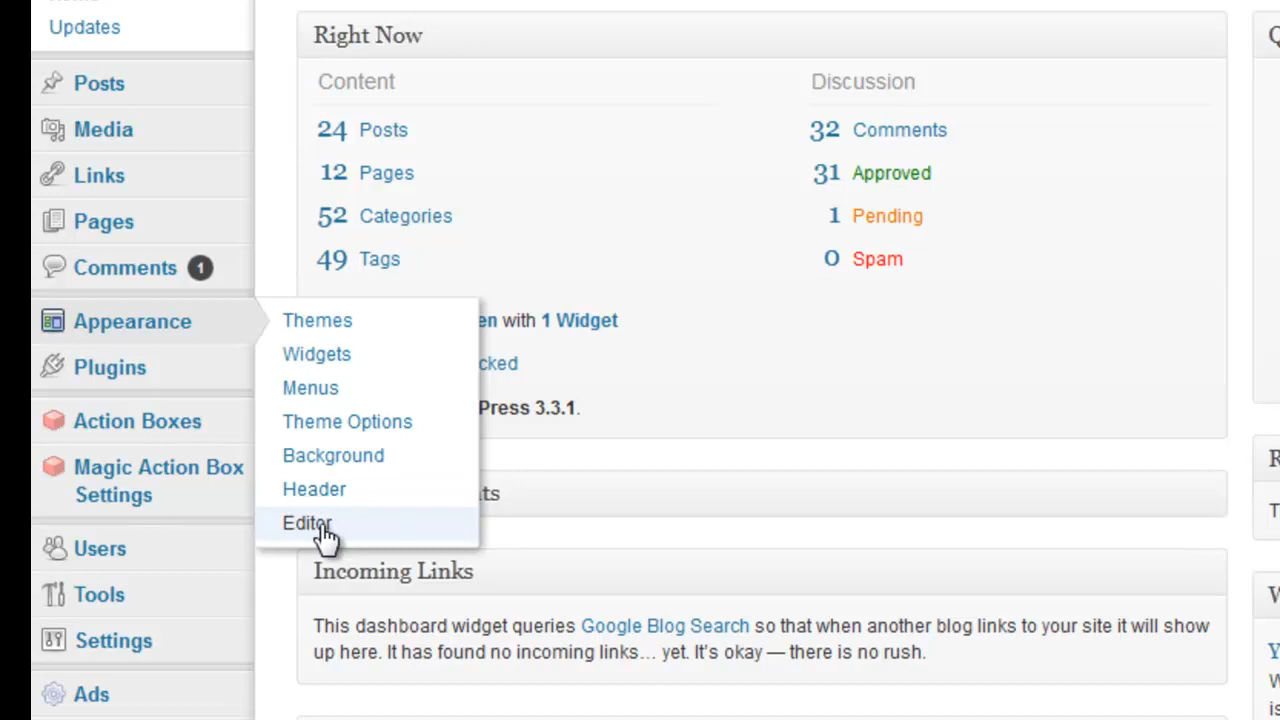 Updates
Posts
Media
Links
Pages
Comments 1
Appearance
Plugins
Action Boxes
Magic Action Box
Settings
Users
Tools
Settings
Ads
Themes
Widgets
Menus
Theme Options
Background
Header
Editor
Right Now
Content
24 Posts
12 Pages
52 Categories
49 Tags
Discussion
32 Comments
31 Approved
1 Pending
0 Spam
en with 1 Widget
cked
Press 3.3.1.
ts
Incoming Links
This dashboard widget queries Google Blog Search so that when another blog links to your site it will show
up here. It has found no incoming links… yet. It's okay — there is no rush.
Q
R
T
W
Y
W
is